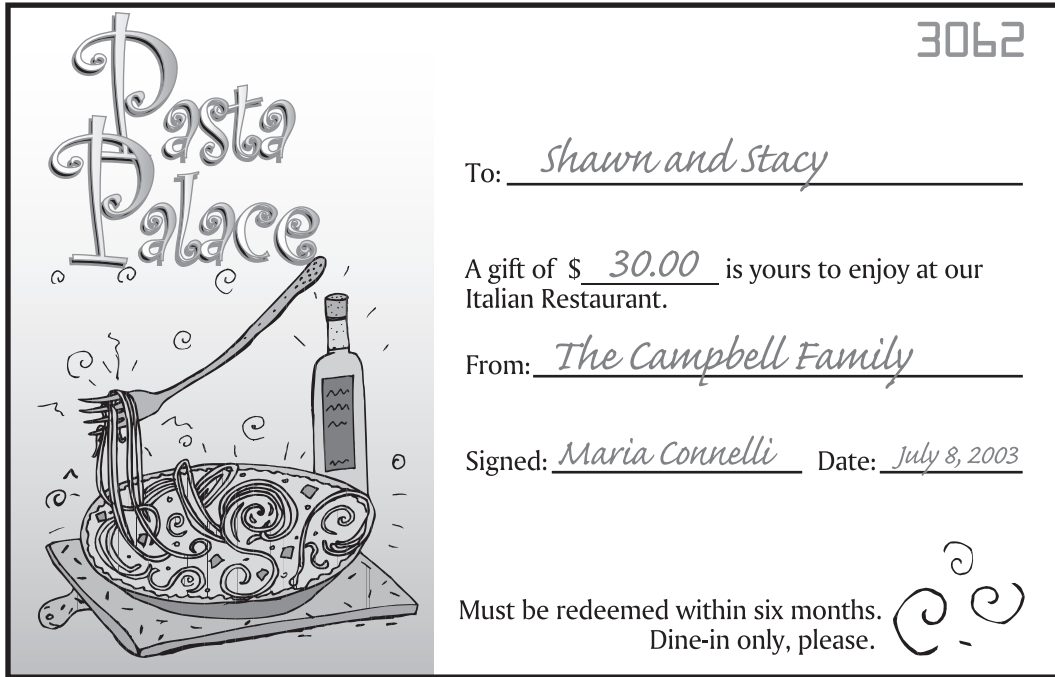 Pasta
Palace
3062
To: Shawn and Stacy
A gift of $ 30.00 is yours to enjoy at our
Italian Restaurant.
From: The Campbell Family
Signed: Maria Connelli Date: July 8, 2003
Must be redeemed within six months.
Dine-in only, please.